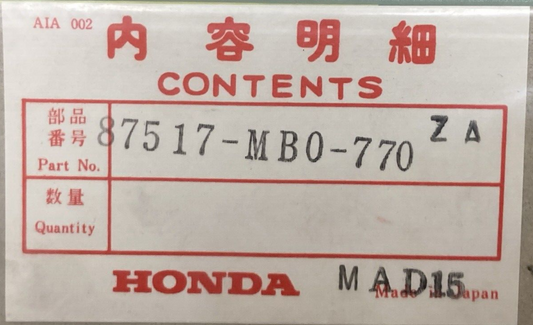 AIA 002
内容明細
CONTENTS
部品
番号
Part No.
87517-MB0-770 ZA
数量
Quantity
HONDA
MAD15
Made in Japan